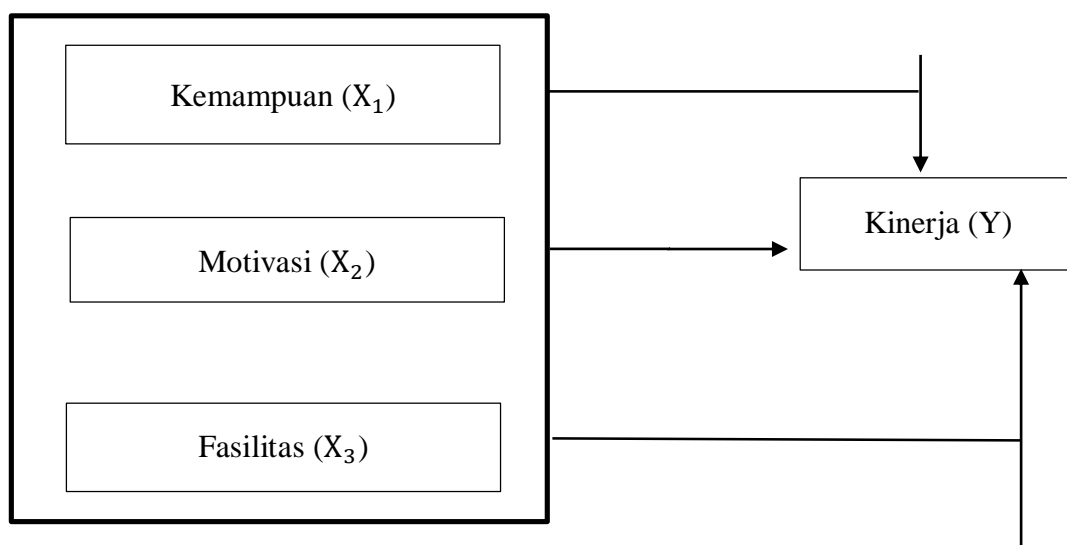 Kemampuan (X₁)
Kinerja (Y)
Motivasi (X₂)
Fasilitas (X₃)